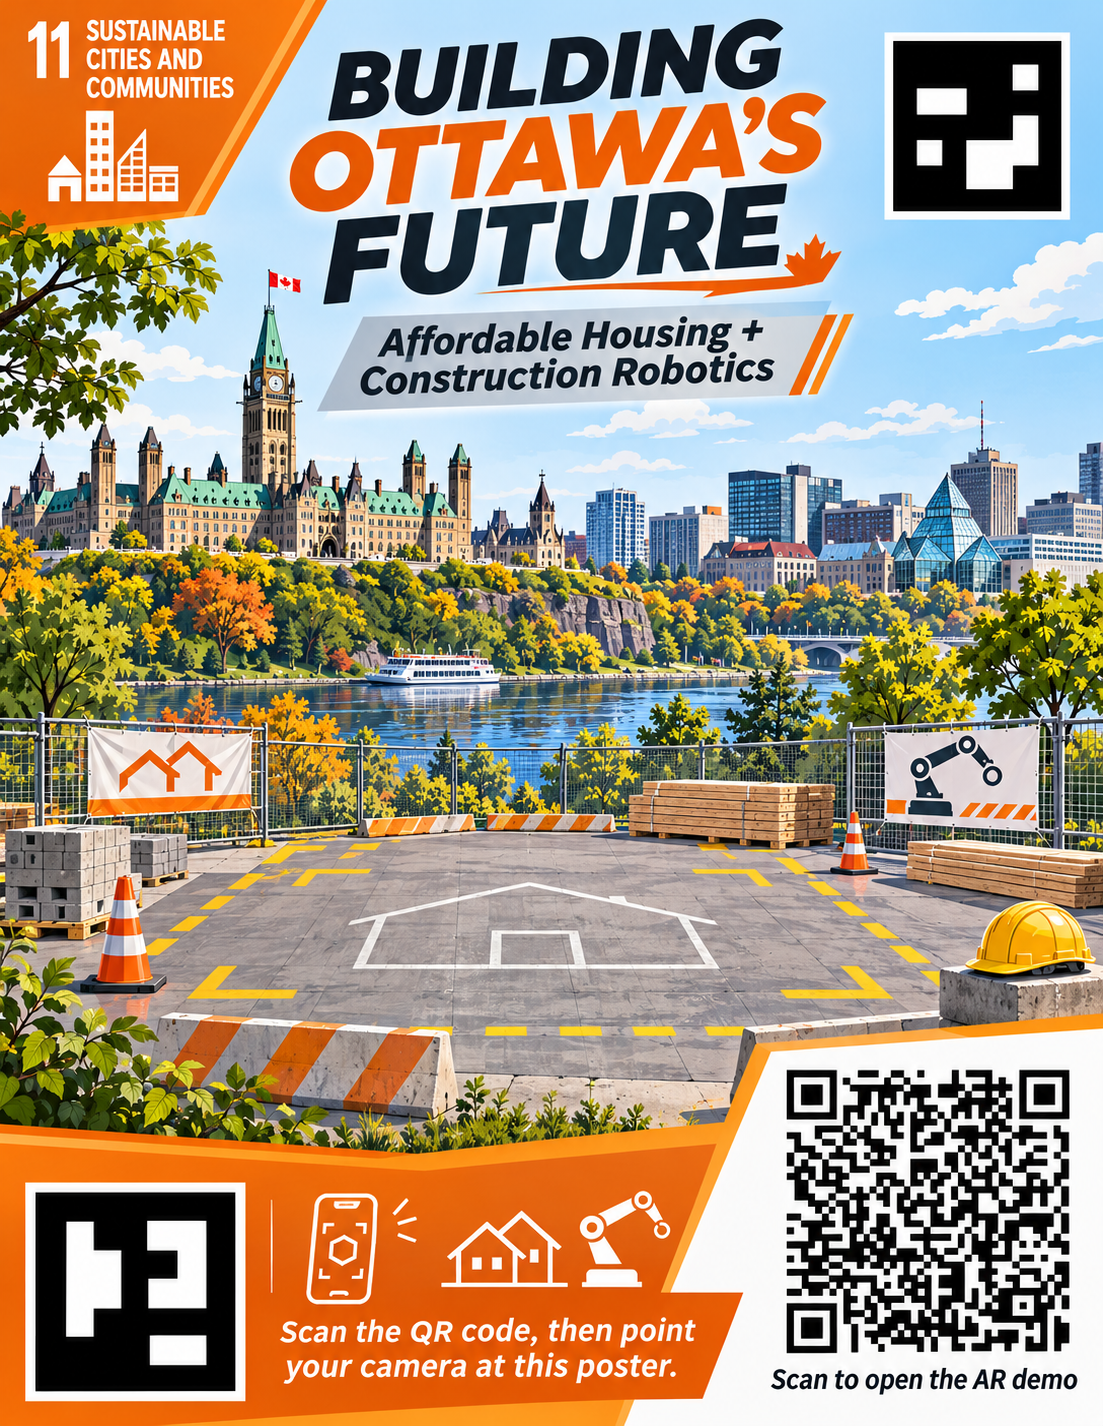 11
SUSTAINABLE
CITIES AND
COMMUNITIES
BUILDING
OTTAWA'S
FUTURE
Affordable Housing +
Construction Robotics
Scan the QR code, then point
your camera at this poster.
Scan to open the AR demo